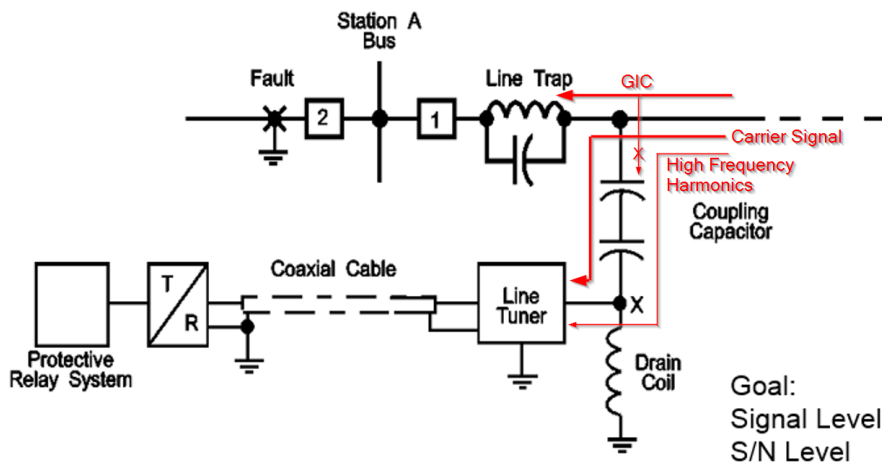 Station A
Bus
Fault
Line Trap
GIC
2
1
Carrier Signal
X
High Frequency
Harmonics
Coupling
Capacitor
Coaxial Cable
T
R
Line
Tuner
X
Protective
Relay System
Drain
Coil
Goal:
Signal Level
S/N Level